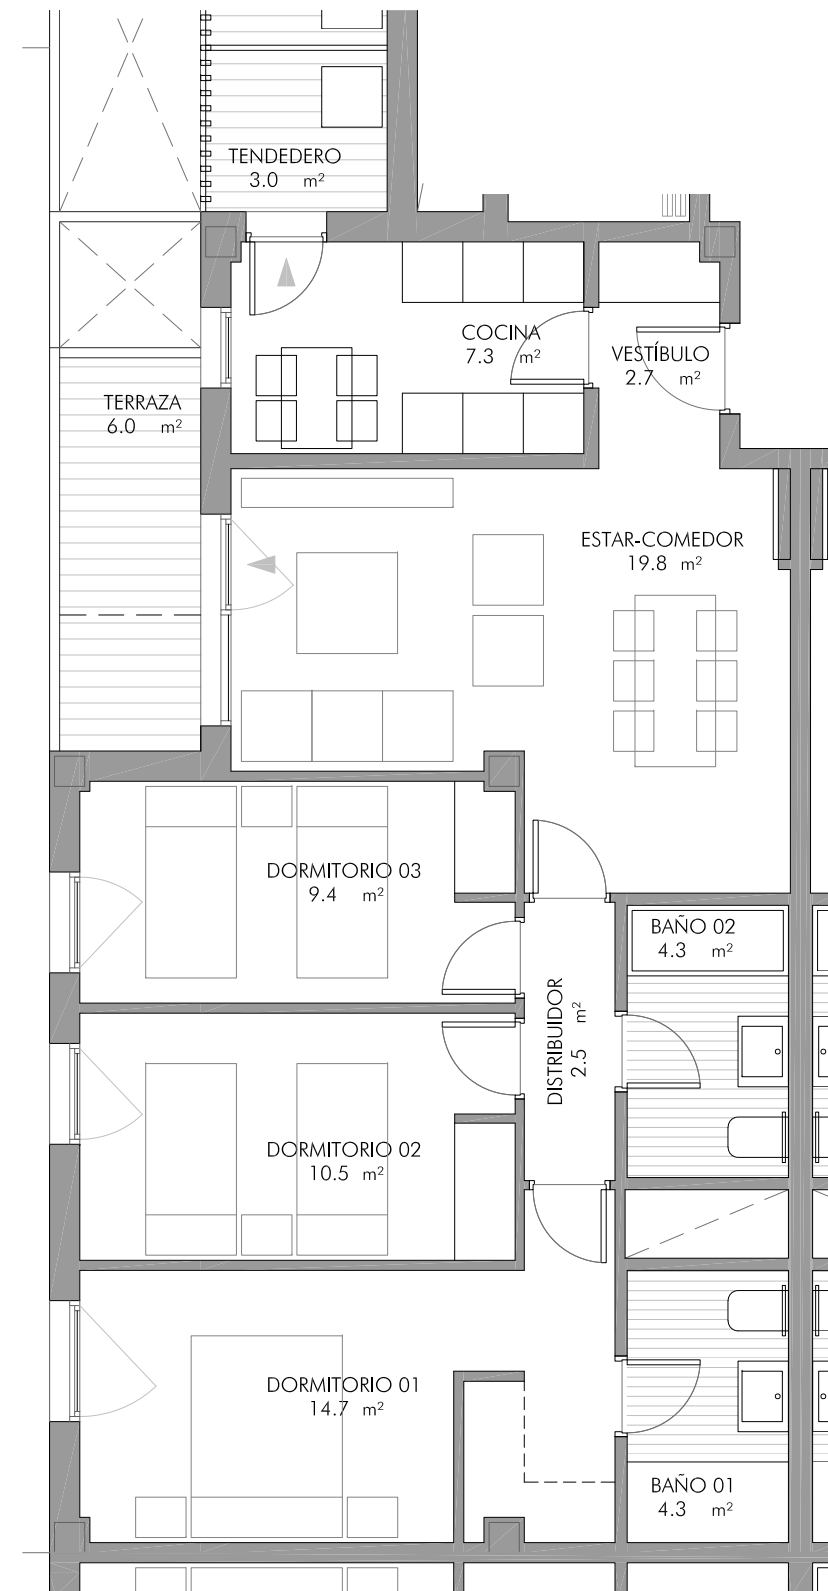 TENDEDERO
3.0 m²
COCINA
7.3 m²
VESTÍBULO
2.7 m²
TERRAZA
6.0 m²
ESTAR-COMEDOR
19.8 m²
DORMITORIO 03
9.4 m²
BAÑO 02
4.3 m²
DISTRIBUIDOR
2.5 m²
DORMITORIO 02
10.5 m²
DORMITORIO 01
14.7 m²
BAÑO 01
4.3 m²